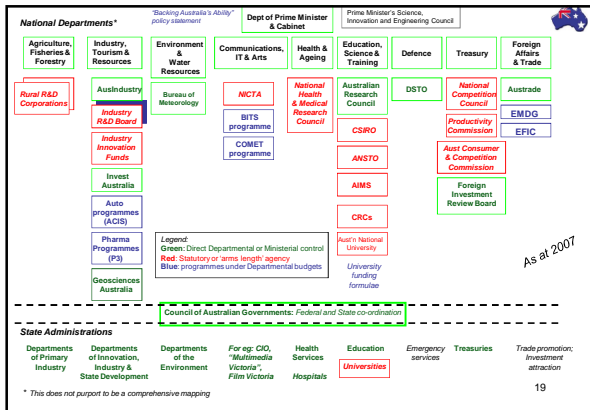 National Departments*
"Backing Australia's Ability"
policy statement
Dept of Prime Minister
& Cabinet
Prime Minister's Science,
Innovation and Engineering Council
Agriculture,
Fisheries &
Forestry
Industry,
Tourism &
Resources
Environment
&
Water
Resources
Communications,
IT & Arts
Health &
Ageing
Education,
Science &
Training
Defence
Treasury
Foreign
Affairs
& Trade
Rural R&D
Corporations
AusIndustry
Industry
R&D Board
Industry
Innovation
Funds
Invest
Australia
Auto
programmes
(ACIS)
Pharma
Programmes
(P3)
Geosciences
Australia
Bureau of
Meteorology
NICTA
BITS
programme
COMET
programme
National
Health
& Medical
Research
Council
Australian
Research
Council
CSIRO
ANSTO
AIMS
CRCs
Aust'n National
University
University
funding
formulae
DSTO
National
Competition
Council
Productivity
Commission
Aust Consumer
& Competition
Commission
Foreign
Investment
Review Board
Austrade
EMDG
EFIC
Legend:
Green: Direct Departmental or Ministerial control
Red: Statutory or 'arms length' agency
Blue: programmes under Departmental budgets
As at 2007
Council of Australian Governments: Federal and State co-ordination
State Administrations
Departments
of Primary
Industry
Departments
of Innovation,
Industry &
State Development
Departments
of the
Environment
For eg: CIO,
"Multimedia
Victoria",
Film Victoria
Health
Services
Hospitals
Education
Universities
Emergency
services
Treasuries
Trade promotion;
Investment
attraction
* This does not purport to be a comprehensive mapping
19